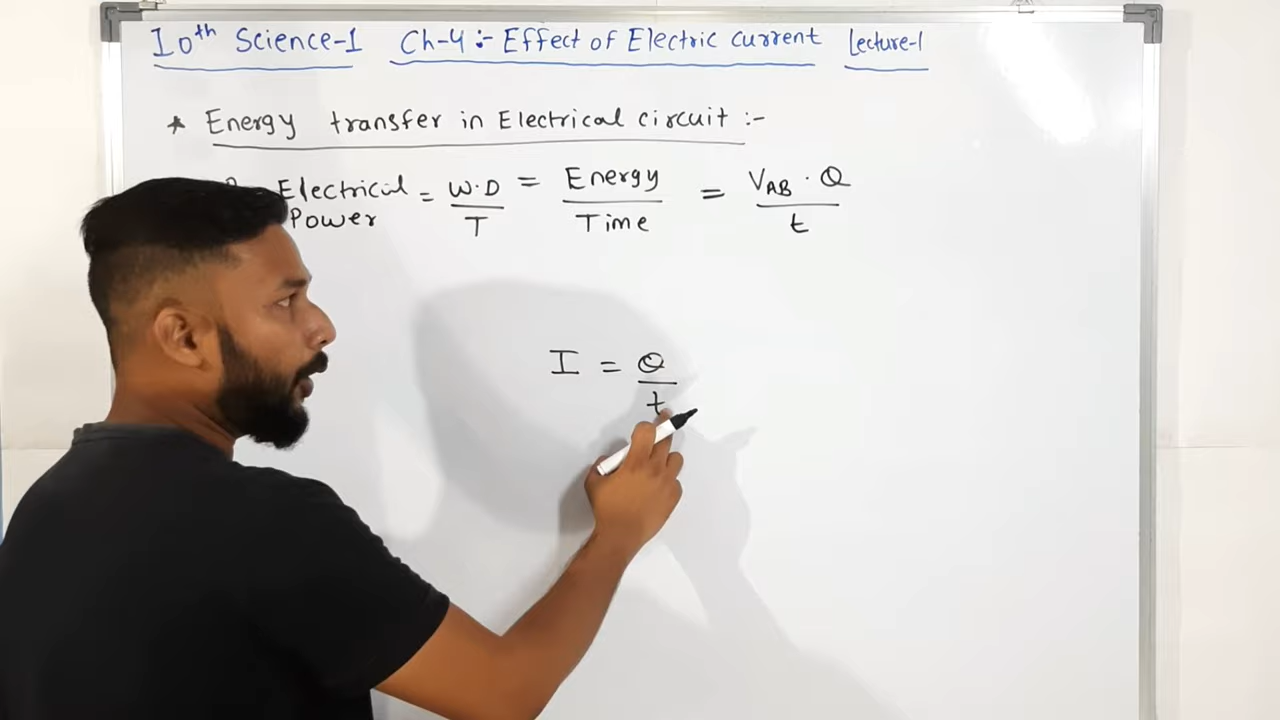 10th Science-1 Ch-4 :- Effect of Electric current Lecture-1
* Energy transfer in Electrical circuit :-
Electrical Power = W.D / T = Energy / Time = V_AB . Q / t
I = Q / t